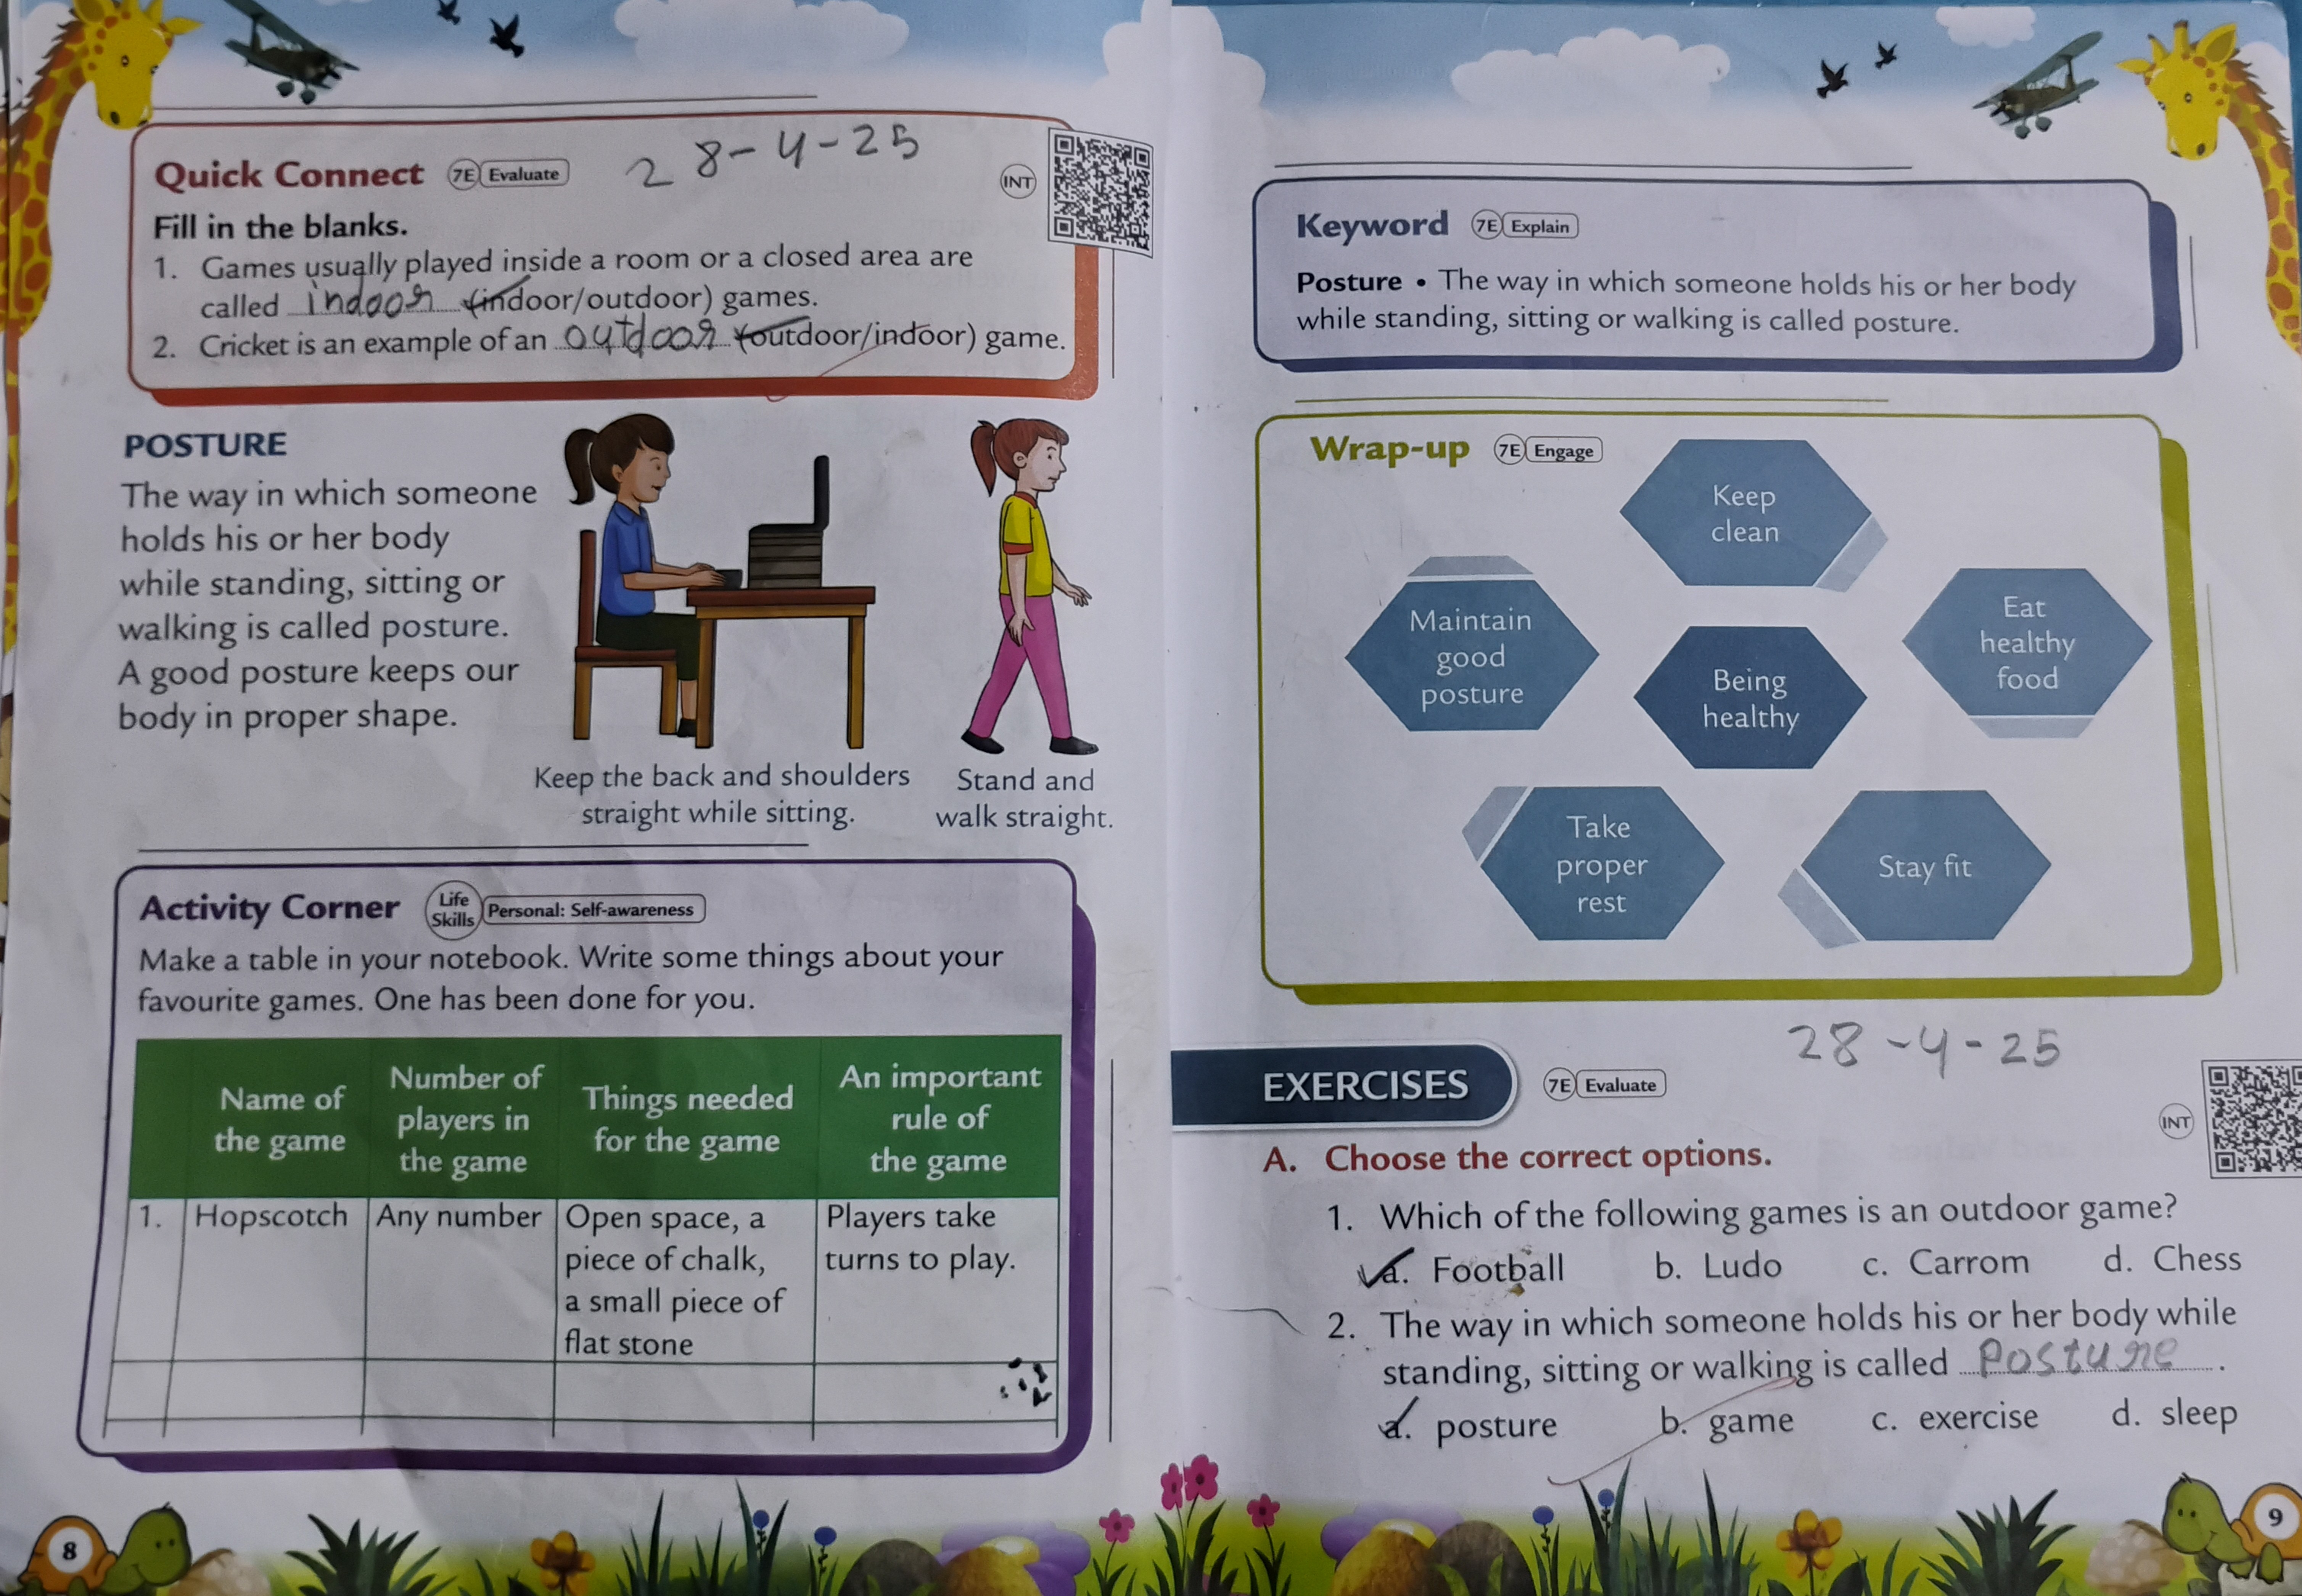 Quick Connect 7E Evaluate 28-4-25
INT
Fill in the blanks.
1. Games usually played inside a room or a closed area are
called indoor (indoor/outdoor) games.
2. Cricket is an example of an outdoor (outdoor/indoor) game.
POSTURE
The way in which someone
holds his or her body
while standing, sitting or
walking is called posture.
A good posture keeps our
body in proper shape.
Keep the back and shoulders
straight while sitting.
Stand and
walk straight.
Activity Corner Life Skills Personal: Self-awareness
Make a table in your notebook. Write some things about your
favourite games. One has been done for you.
Name of
the game
Number of
players in
the game
Things needed
for the game
An important
rule of
the game
1. Hopscotch
Any number
Open space, a
piece of chalk,
a small piece of
flat stone
Players take
turns to play.
8
Keyword 7E Explain
Posture • The way in which someone holds his or her body
while standing, sitting or walking is called posture.
Wrap-up 7E Engage
Keep
clean
Maintain
good
posture
Eat
healthy
food
Being
healthy
Take
proper
rest
Stay fit
28-4-25
EXERCISES 7E Evaluate
INT
A. Choose the correct options.
1. Which of the following games is an outdoor game?
a. Football b. Ludo c. Carrom d. Chess
2. The way in which someone holds his or her body while
standing, sitting or walking is called Posture.
a. posture b. game c. exercise d. sleep
9